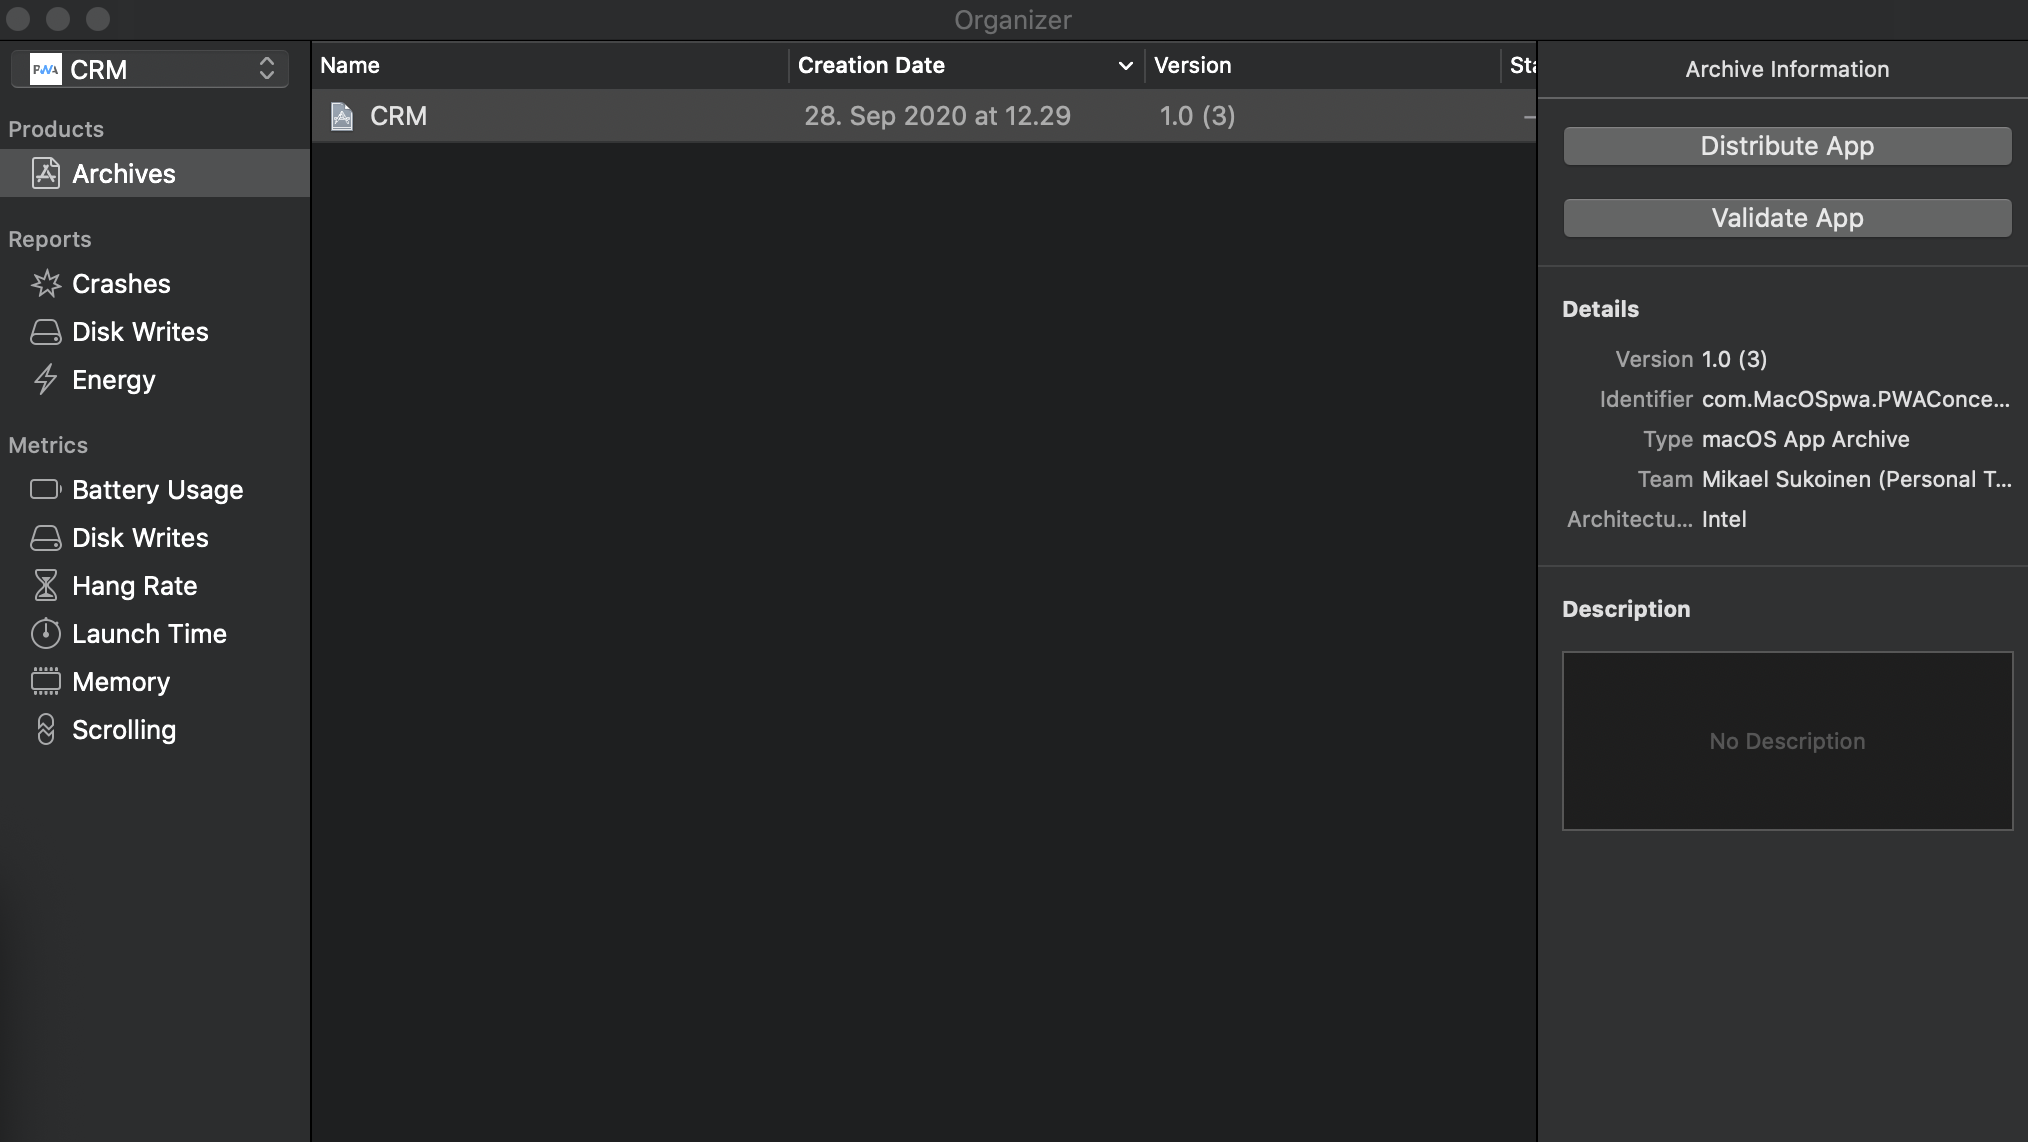 Organizer
PWA CRM
Products
Archives
Reports
Crashes
Disk Writes
Energy
Metrics
Battery Usage
Disk Writes
Hang Rate
Launch Time
Memory
Scrolling
Name Creation Date Version Sta
CRM 28. Sep 2020 at 12.29 1.0 (3) –
Archive Information
Distribute App
Validate App
Details
Version 1.0 (3)
Identifier com.MacOSpwa.PWAConce...
Type macOS App Archive
Team Mikael Sukoinen (Personal T...
Architectu... Intel
Description
No Description